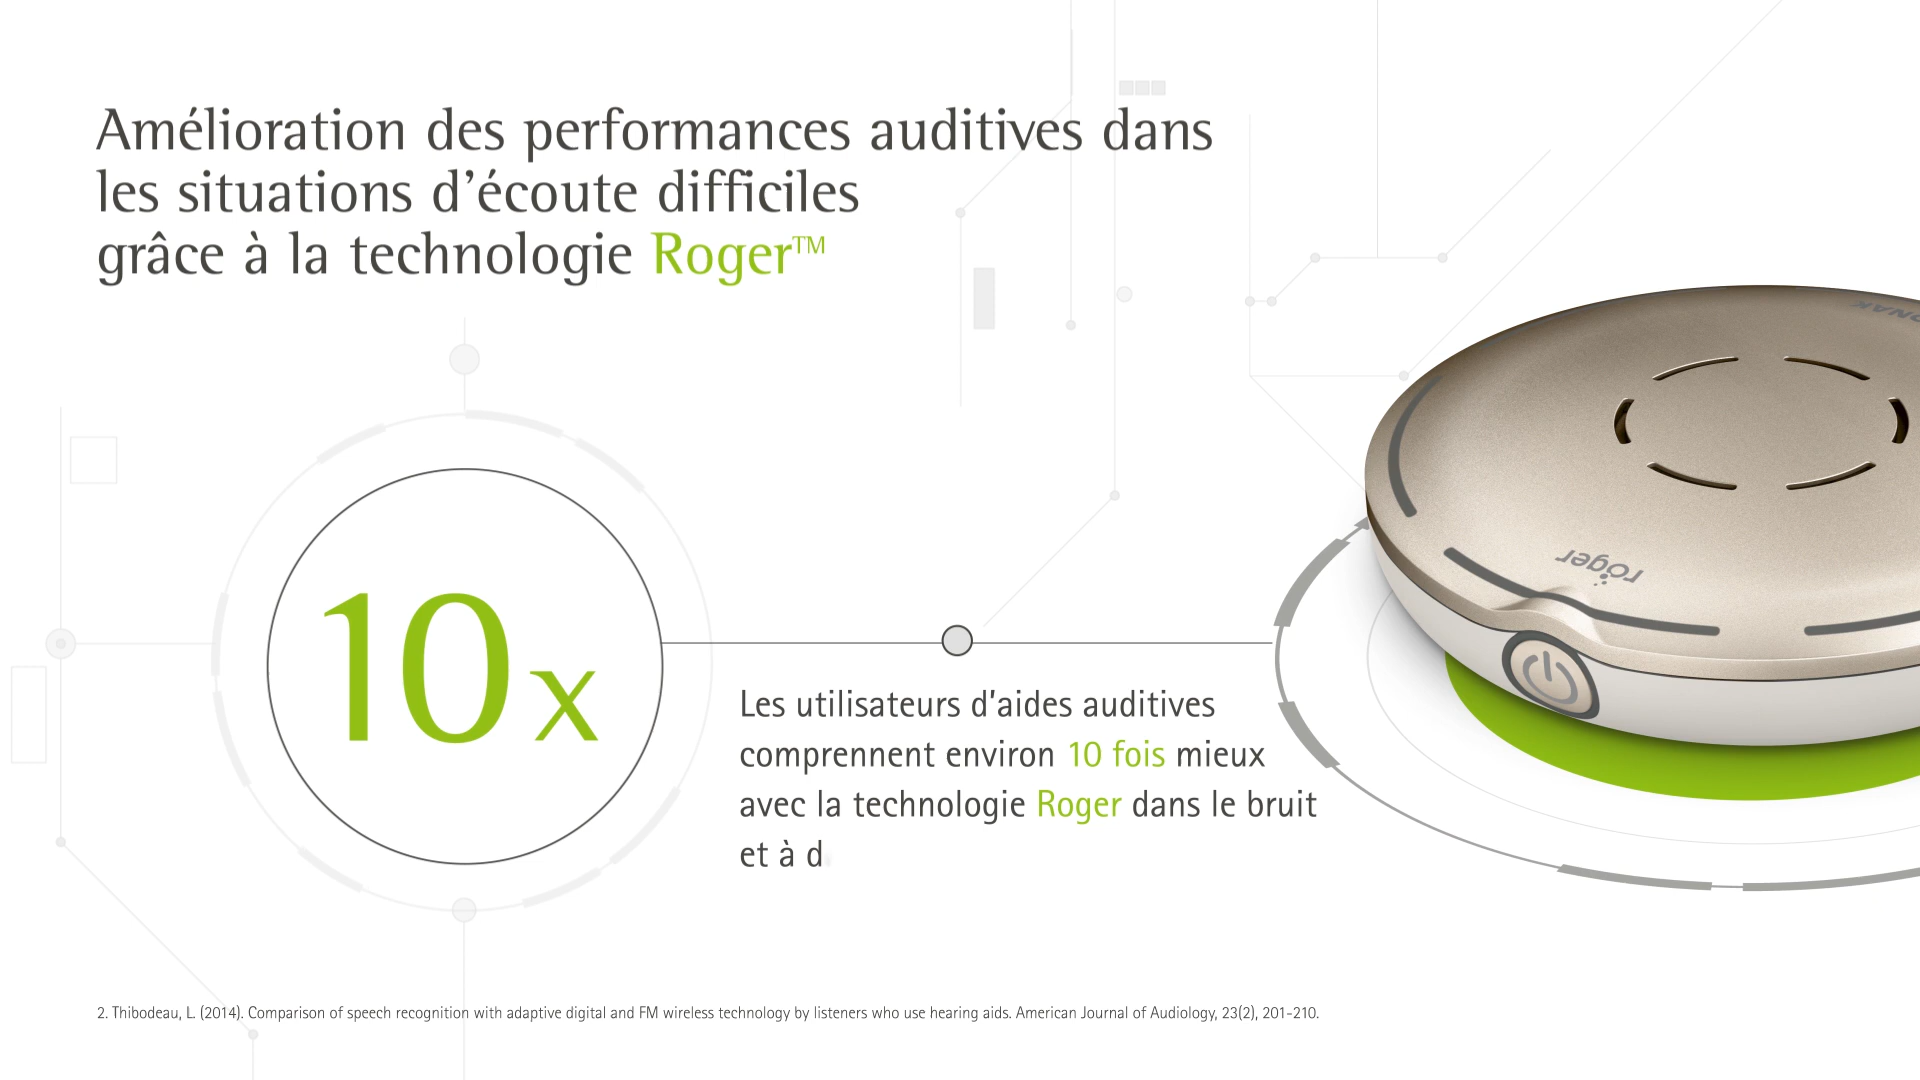 Amélioration des performances auditives dans
les situations d’écoute difficiles
grâce à la technologie Roger™
10x
Les utilisateurs d’aides auditives
comprennent environ 10 fois mieux
avec la technologie Roger dans le bruit
et à d
roger
2. Thibodeau, L. (2014). Comparison of speech recognition with adaptive digital and FM wireless technology by listeners who use hearing aids. American Journal of Audiology, 23(2), 201-210.